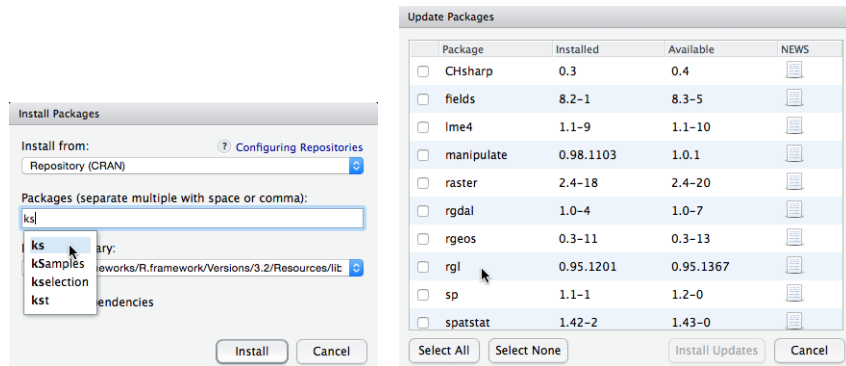 Install Packages
Install from:
? Configuring Repositories
Repository (CRAN)
Packages (separate multiple with space or comma):
ks
ks
kSamples
kselection
kst
ary:
eworks/R.framework/Versions/3.2/Resources/lib
endencies
Install Cancel
Update Packages
Package Installed Available NEWS
CHsharp 0.3 0.4
fields 8.2-1 8.3-5
lme4 1.1-9 1.1-10
manipulate 0.98.1103 1.0.1
raster 2.4-18 2.4-20
rgdal 1.0-4 1.0-7
rgeos 0.3-11 0.3-13
rgl 0.95.1201 0.95.1367
sp 1.1-1 1.2-0
spatstat 1.42-2 1.43-0
Select All Select None Install Updates Cancel